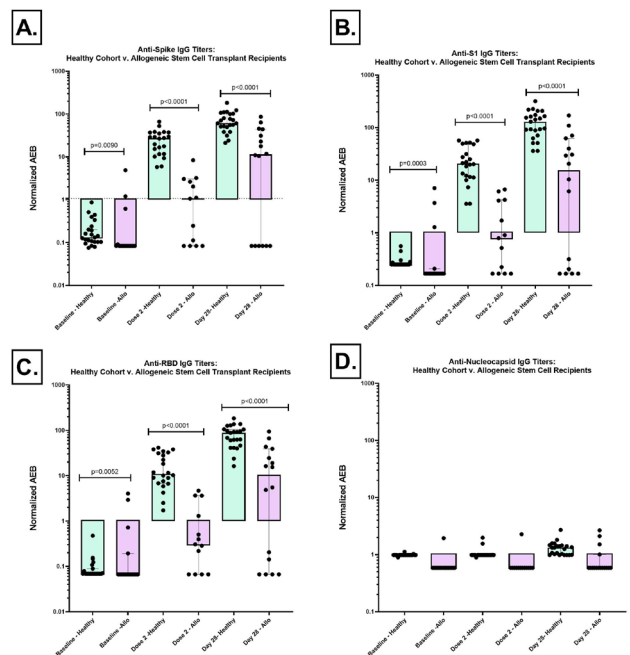 A.
Anti-Spike IgG Titers:
Healthy Cohort v. Allogeneic Stem Cell Transplant Recipients
Normalized AEB
1000
100
10
1
0.1
0.01
p=0.0090
p<0.0001
p<0.0001
Baseline - Healthy
Baseline -Allo
Dose 2 -Healthy
Dose 2 - Allo
Day 28- Healthy
Day 28 - Allo
B.
Anti-S1 IgG Titers:
Healthy Cohort v. Allogeneic Stem Cell Transplant Recipients
Normalized AEB
1000
100
10
1
0.1
p=0.0003
p<0.0001
p<0.0001
Baseline - Healthy
Baseline - Allo
Dose 2 -Healthy
Dose 2 - Allo
Day 28- Healthy
Day 28 - Allo
C.
Anti-RBD IgG Titers:
Healthy Cohort v. Allogeneic Stem Cell Transplant Recipients
Normalized AEB
1000
100
10
1
0.1
0.01
p=0.0052
p<0.0001
p<0.0001
Baseline - Healthy
Baseline -Allo
Dose 2 -Healthy
Dose 2 - Allo
Day 28- Healthy
Day 28 - Allo
D.
Anti-Nucleocapsid IgG Titers:
Healthy Cohort v. Allogeneic Stem Cell Recipients
Normalized AEB
1000
100
10
1
0.1
Baseline - Healthy
Baseline - Allo
Dose 2 -Healthy
Dose 2 - Allo
Day 28- Healthy
Day 28 - Allo